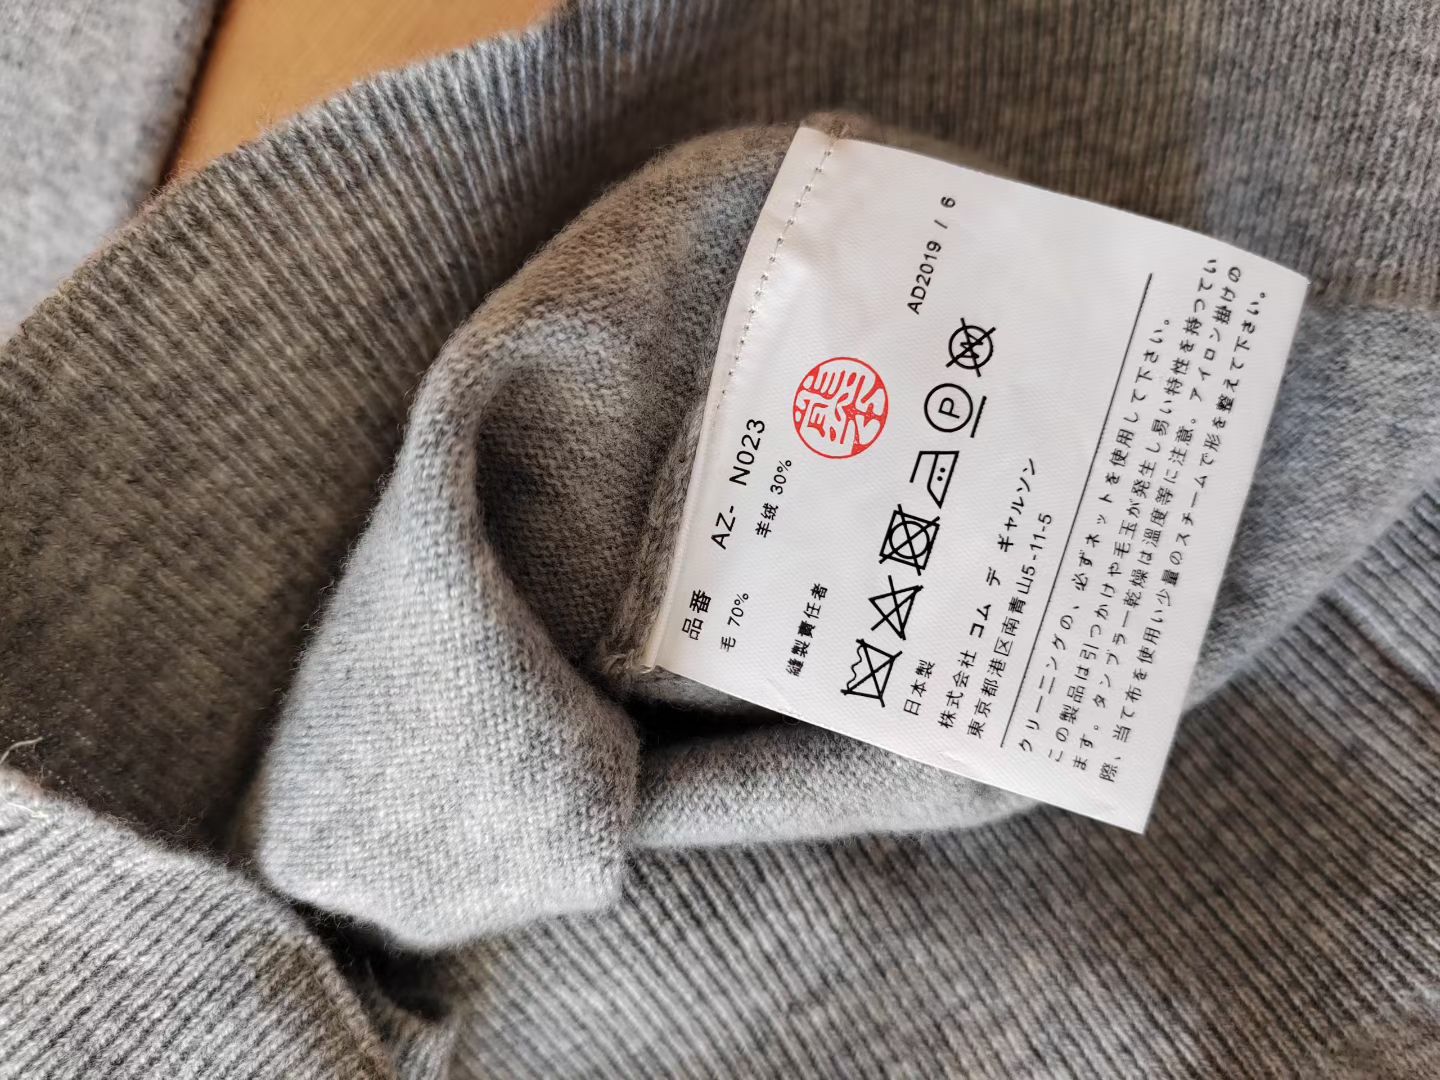 品番 AZ- N023
毛 70% 羊绒 30%
縫製責任者
日本製
AD2019 / 6
株式会社 コム デ ギャルソン
東京都港区南青山5-11-5
クリーニングの、必ずネットを使用して下さい。
この製品は引つかけや毛玉が発生し易い特性を持つてい
ます。タンブラー乾燥は温度等に注意。アイロン掛けの
際、当て布を使用い少量のスチームで形を整えて下さい。